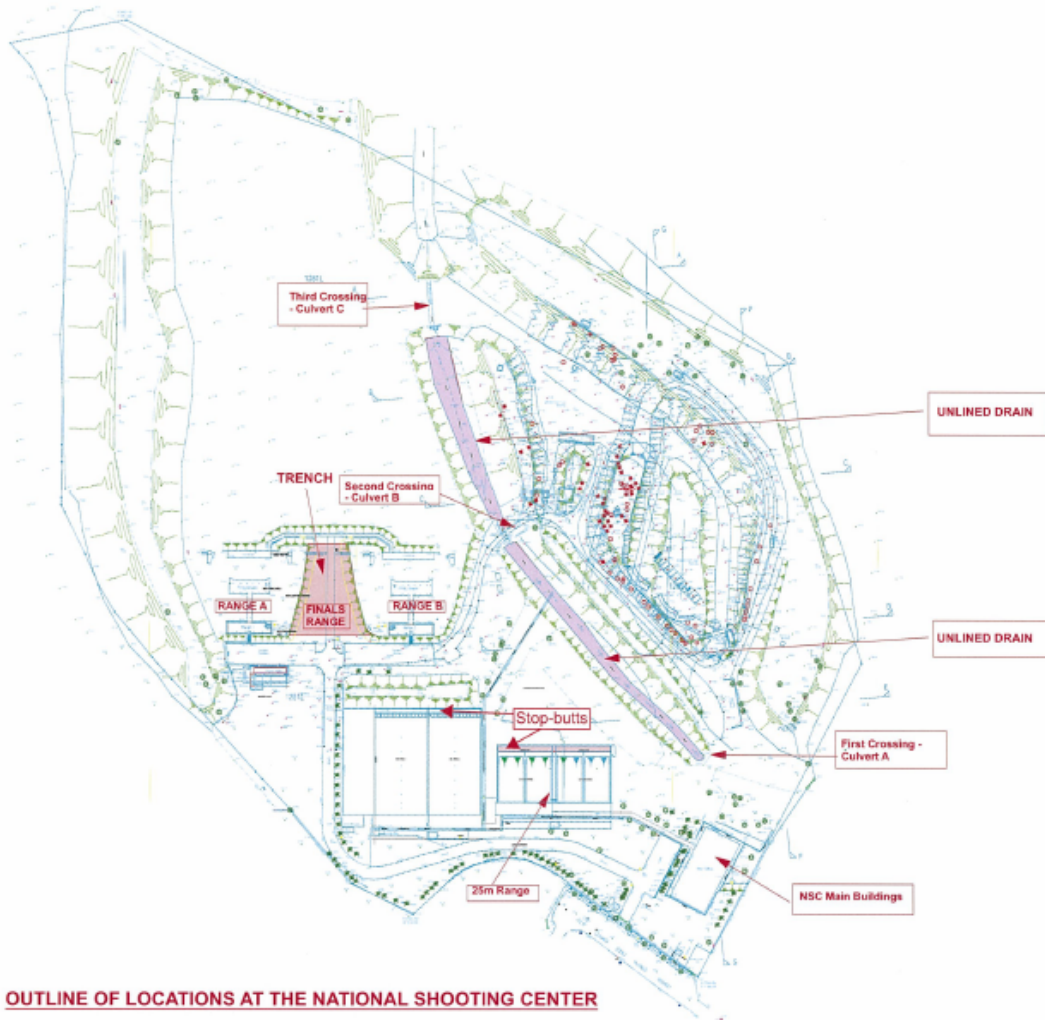 Third Crossing
- Culvert C
UNLINED DRAIN
TRENCH
Second Crossing
- Culvert B
RANGE A
FINALS
RANGE
RANGE B
UNLINED DRAIN
Stop-butts
First Crossing -
Culvert A
25m Range
NSC Main Buildings
OUTLINE OF LOCATIONS AT THE NATIONAL SHOOTING CENTER